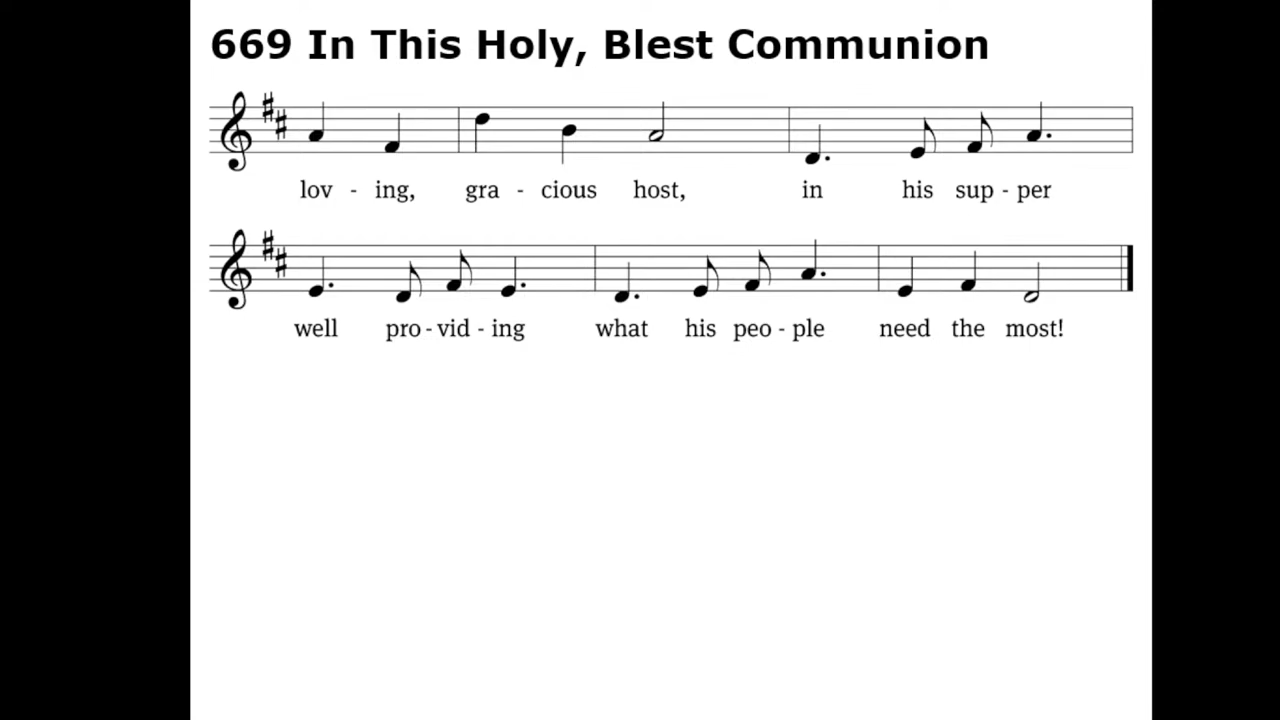 669 In This Holy, Blest Communion
lov - ing, gra - cious host, in his sup - per
well pro - vid - ing what his peo - ple need the most!